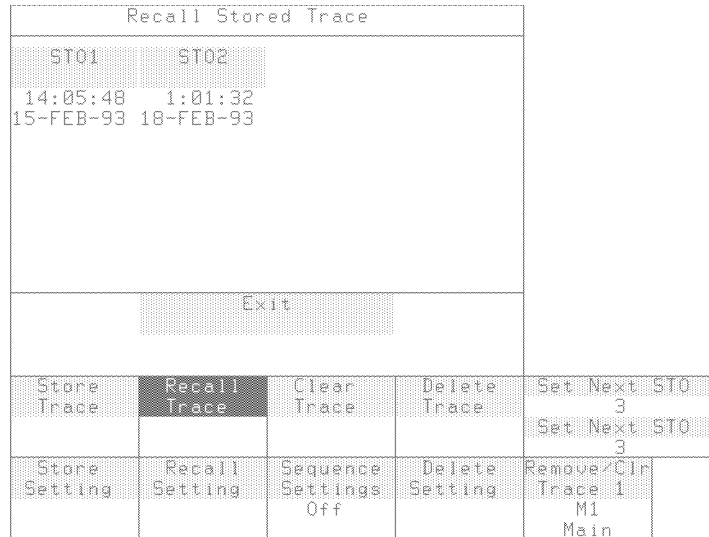 Recall Stored Trace
STO1 STO2
14:05:48 1:01:32
15-FEB-93 18-FEB-93
Exit
Store Recall Clear Delete Set Next STO
Trace Trace Trace Trace 3
Set Next STO
3
Store Recall Sequence Delete Remove/Clr
Setting Setting Settings Setting Trace 1
Off M1
Main